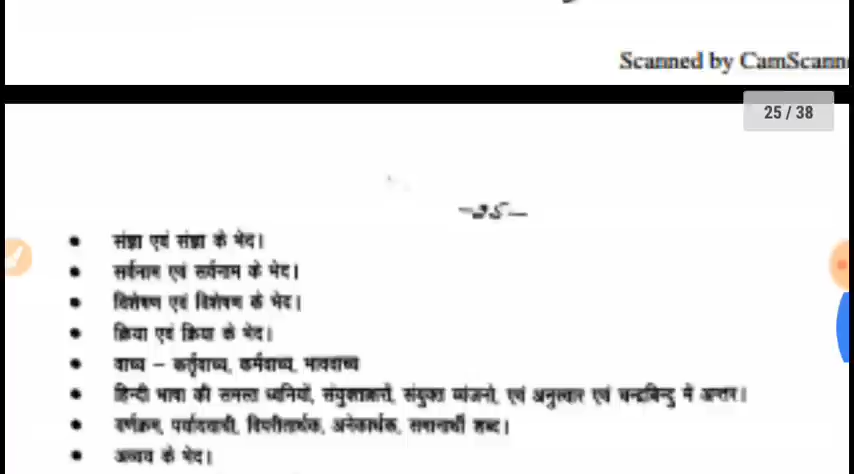 Scanned by CamScann
25 / 38
-25-
• संज्ञा एवं संज्ञा के भेद।
• सर्वनाम एवं सर्वनाम के भेद।
• विशेषण एवं विशेषण के भेद।
• क्रिया एवं क्रिया के भेद।
• वाच्य – कर्तृवाच्य, कर्मवाच्य, भाववाच्य
• हिन्दी भाषा की समस्त ध्वनियों, संयुक्ताक्षरों, संयुक्त व्यंजनों, एवं अनुस्वार एवं चन्द्रबिन्दु में अन्तर।
• वर्णक्रम, पर्यायवाची, विपरीतार्थक, अनेकार्थक, समानार्थी शब्द।
• अव्यय के भेद।